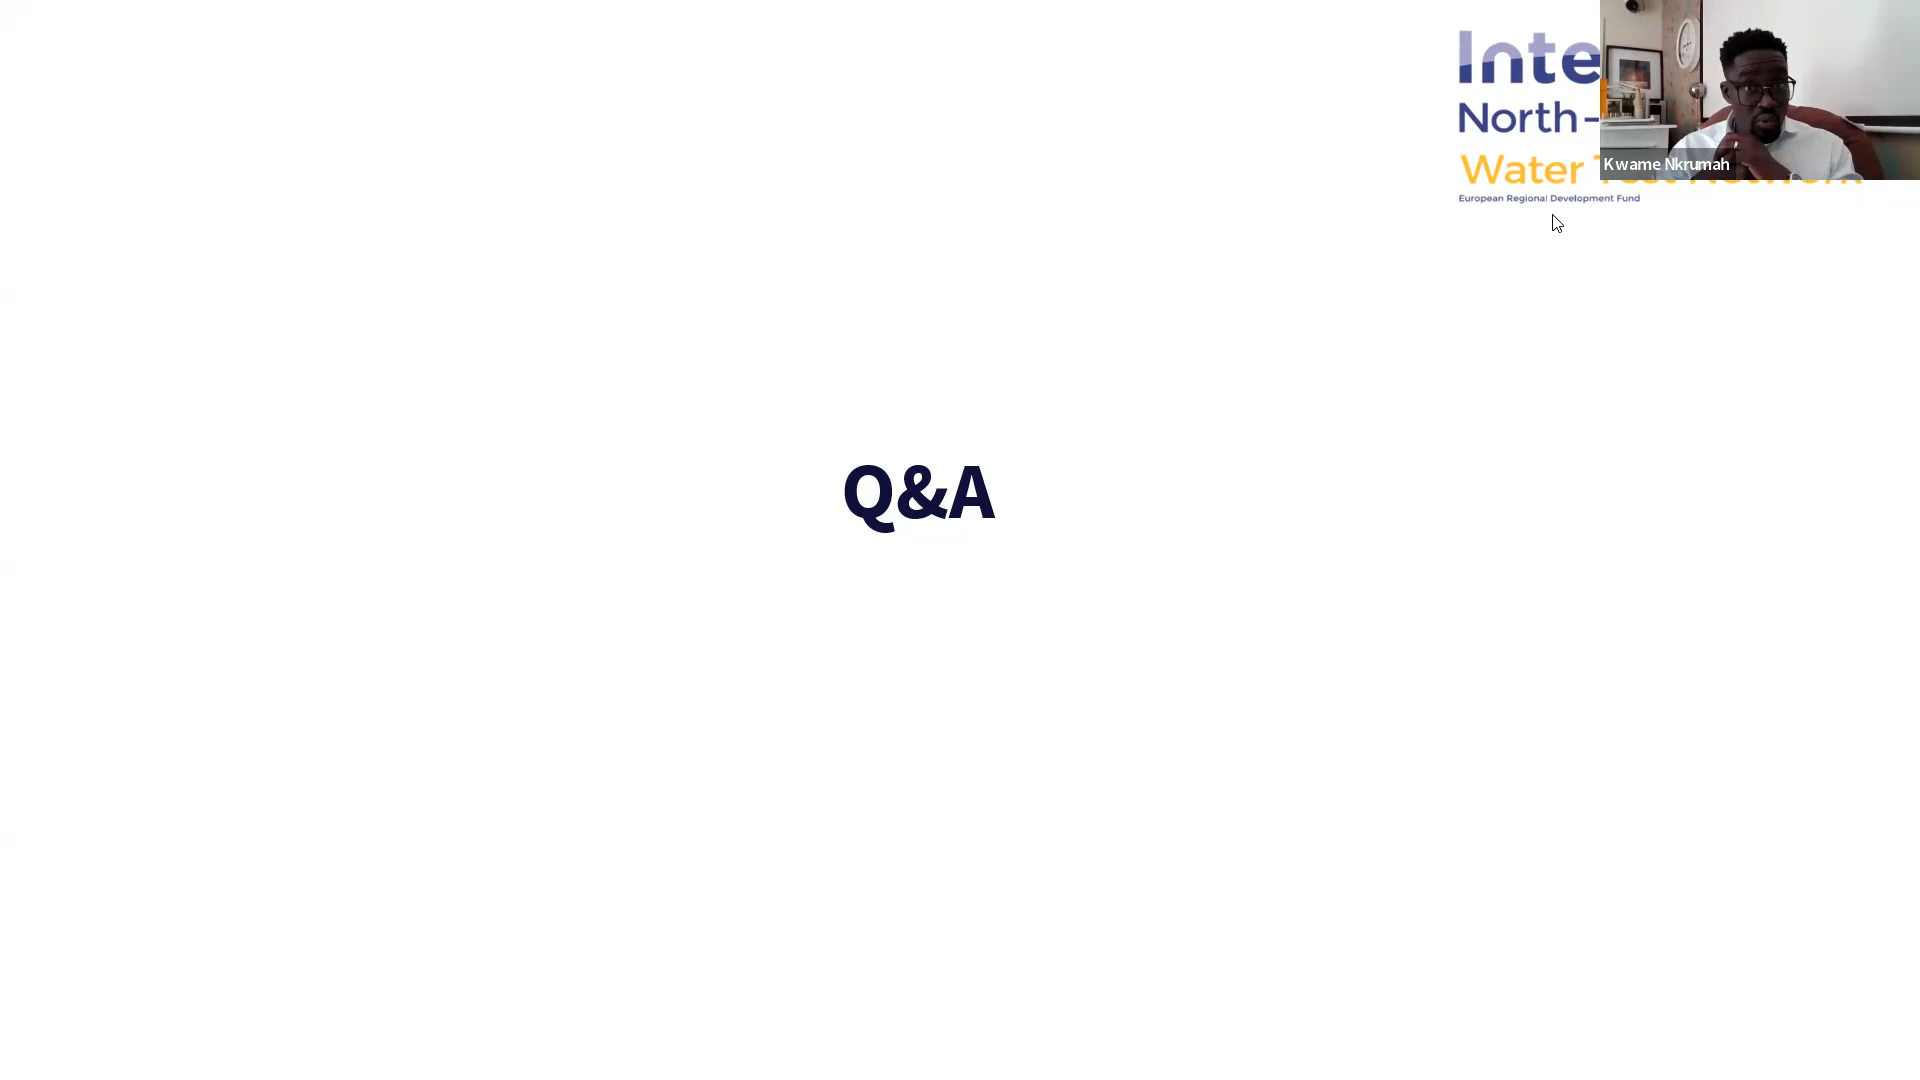 Inte
North-
Water
European Regional Development Fund
Kwame Nkrumah
Q&A